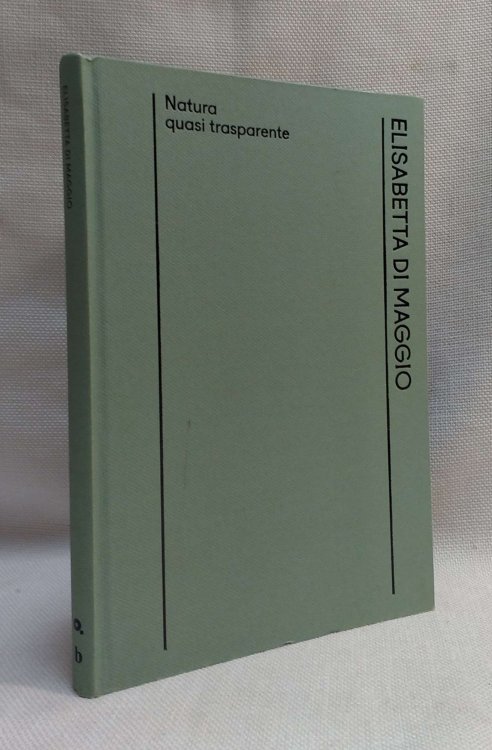 Natura
quasi trasparente
ELISABETTA DI MAGGIO
ELISABETTA DI MAGGIO
b